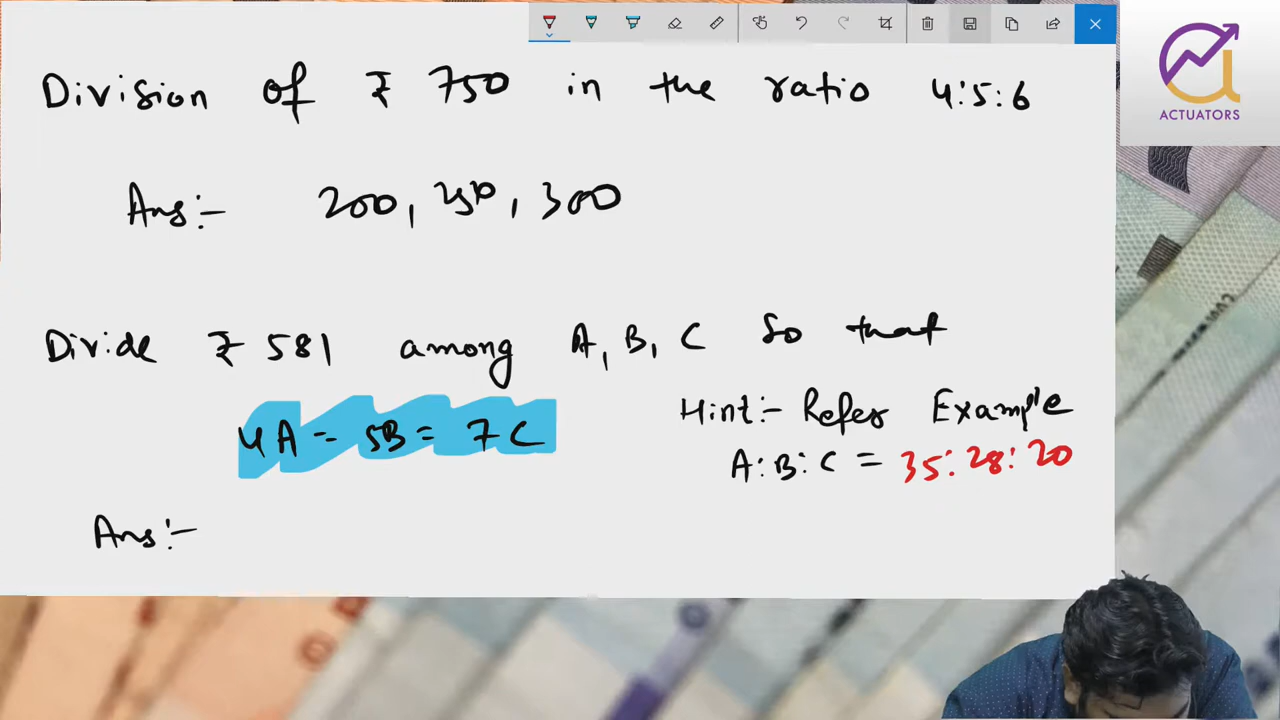 Division of ₹ 750 in the ratio 4:5:6
Ans:- 200, 250, 300
Divide ₹ 581 among A, B, C So that
4A = 5B = 7C
Hint:- Refer Example
A:B:C = 35:28:20
Ans:-
ACTUATORS